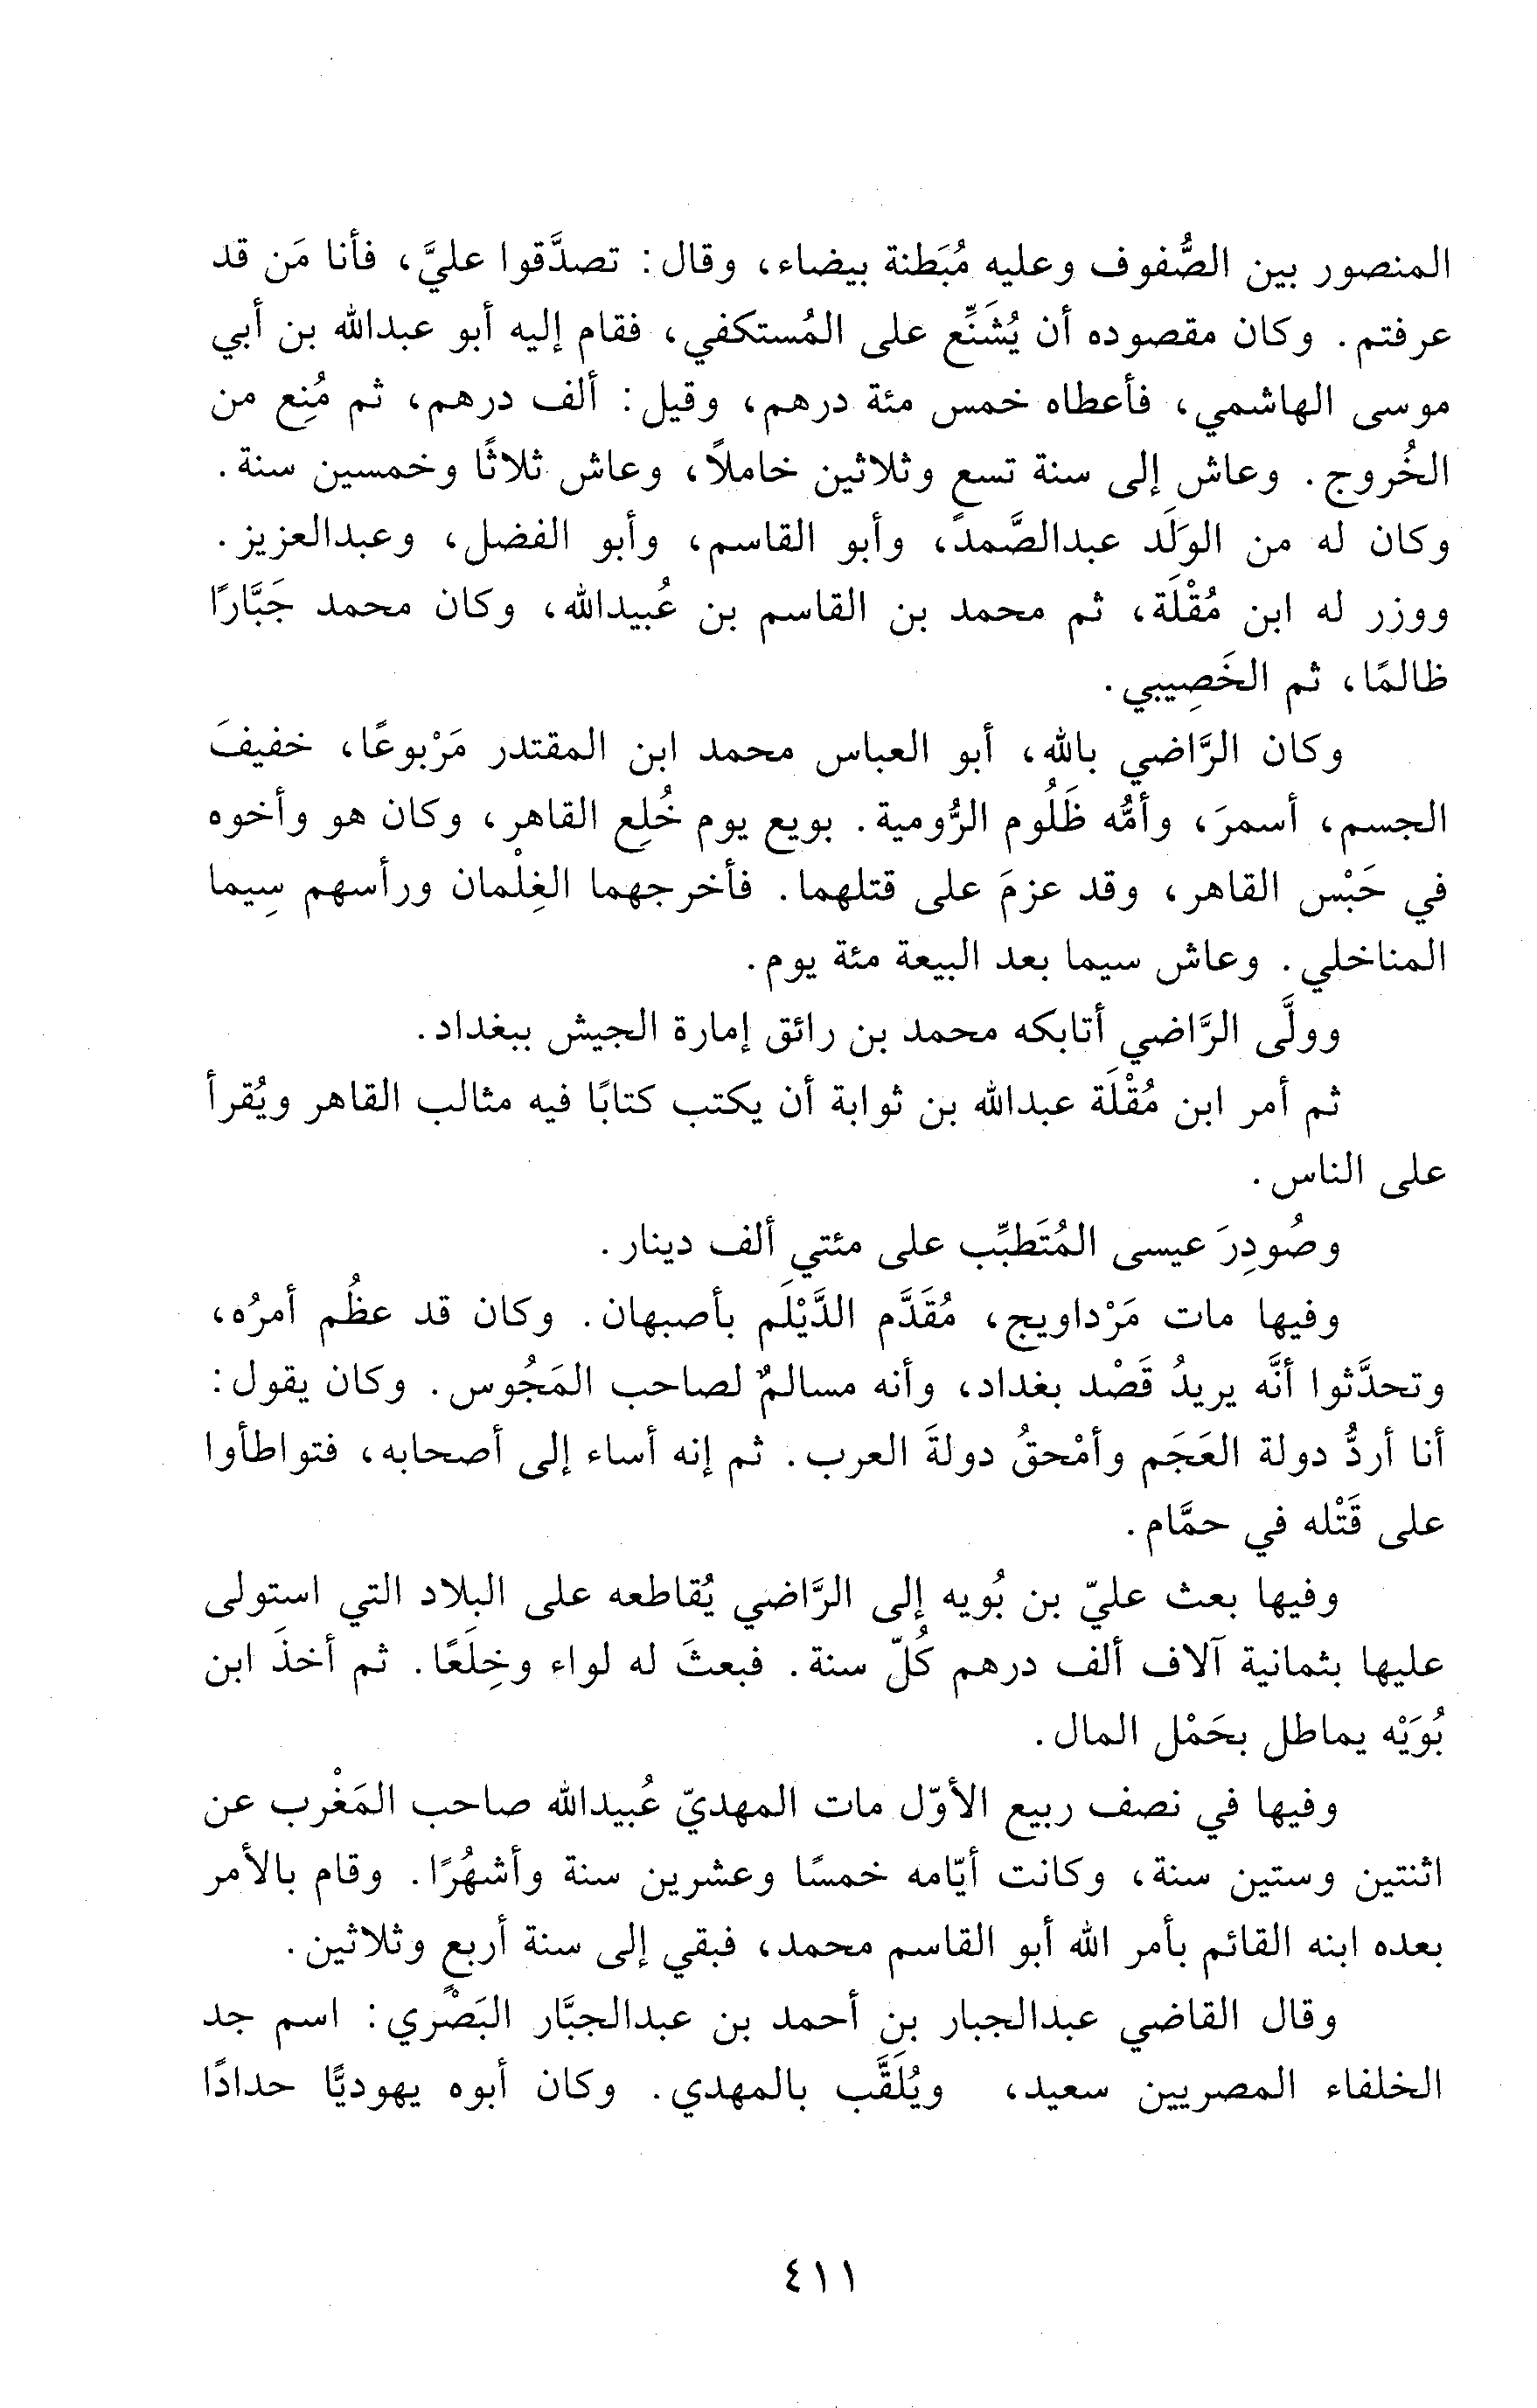 المنصور بين الصُّفوف وعليه مُبَطنة بيضاء، وقال: تصدَّقوا عليَّ، فأنا مَن قد
عرفتم. وكان مقصوده أن يُشَنِّع على المُستكفي، فقام إليه أبو عبدالله بن أبي
موسى الهاشمي، فأعطاه خمس مئة درهم، وقيل: ألف درهم، ثم مُنِع من
الخُروج. وعاش إلى سنة تسع وثلاثين خاملاً، وعاش ثلاثًا وخمسين سنة.
وكان له من الوَلَد عبدالصَّمد، وأبو القاسم، وأبو الفضل، وعبدالعزيز.
ووزر له ابن مُقْلَة، ثم محمد بن القاسم بن عُبيدالله، وكان محمد جَبَّارًا
ظالمًا، ثم الخَصِيبي.
وكان الرَّاضي بالله، أبو العباس محمد ابن المقتدر مَرْبوعًا، خفيفَ
الجسم، أسمرَ، وأمُّه ظَلُوم الرُّومية. بويع يوم خُلِع القاهر، وكان هو وأخوه
في حَبْس القاهر، وقد عزمَ على قتلهما. فأخرجهما الغِلْمان ورأسهم سِيما
المناخلي. وعاش سيما بعد البيعة مئة يوم.
وولَّى الرَّاضي أتابكه محمد بن رائق إمارة الجيش ببغداد.
ثم أمر ابن مُقْلَة عبدالله بن ثوابة أن يكتب كتابًا فيه مثالب القاهر ويُقرأ
على الناس.
وصُودِرَ عيسى المُتَطبِّب على مئتي ألف دينار.
وفيها مات مَرْداويج، مُقَدَّم الدَّيْلَم بأصبهان. وكان قد عظُم أمرُه،
وتحدَّثوا أنَّه يريدُ قَصْد بغداد، وأنه مسالمٌ لصاحب المَجُوس. وكان يقول:
أنا أردُّ دولة العَجَم وأمْحقُ دولةَ العرب. ثم إنه أساء إلى أصحابه، فتواطأوا
على قَتْله في حمَّام.
وفيها بعث عليّ بن بُويه إلى الرَّاضي يُقاطعه على البلاد التي استولى
عليها بثمانية آلاف ألف درهم كُلّ سنة. فبعثَ له لواء وخِلَعًا. ثم أخذَ ابن
بُوَيْه يماطل بحَمْل المال.
وفيها في نصف ربيع الأوّل مات المهديّ عُبيدالله صاحب المَغْرب عن
اثنتين وستين سنة، وكانت أيّامه خمسًا وعشرين سنة وأشهُرًا. وقام بالأمر
بعده ابنه القائم بأمر الله أبو القاسم محمد، فبقي إلى سنة أربع وثلاثين.
وقال القاضي عبدالجبار بن أحمد بن عبدالجبَّار البَصْري: اسم جد
الخلفاء المصريين سعيد، ويُلَقَّب بالمهدي. وكان أبوه يهوديًّا حدادًا
٤١١